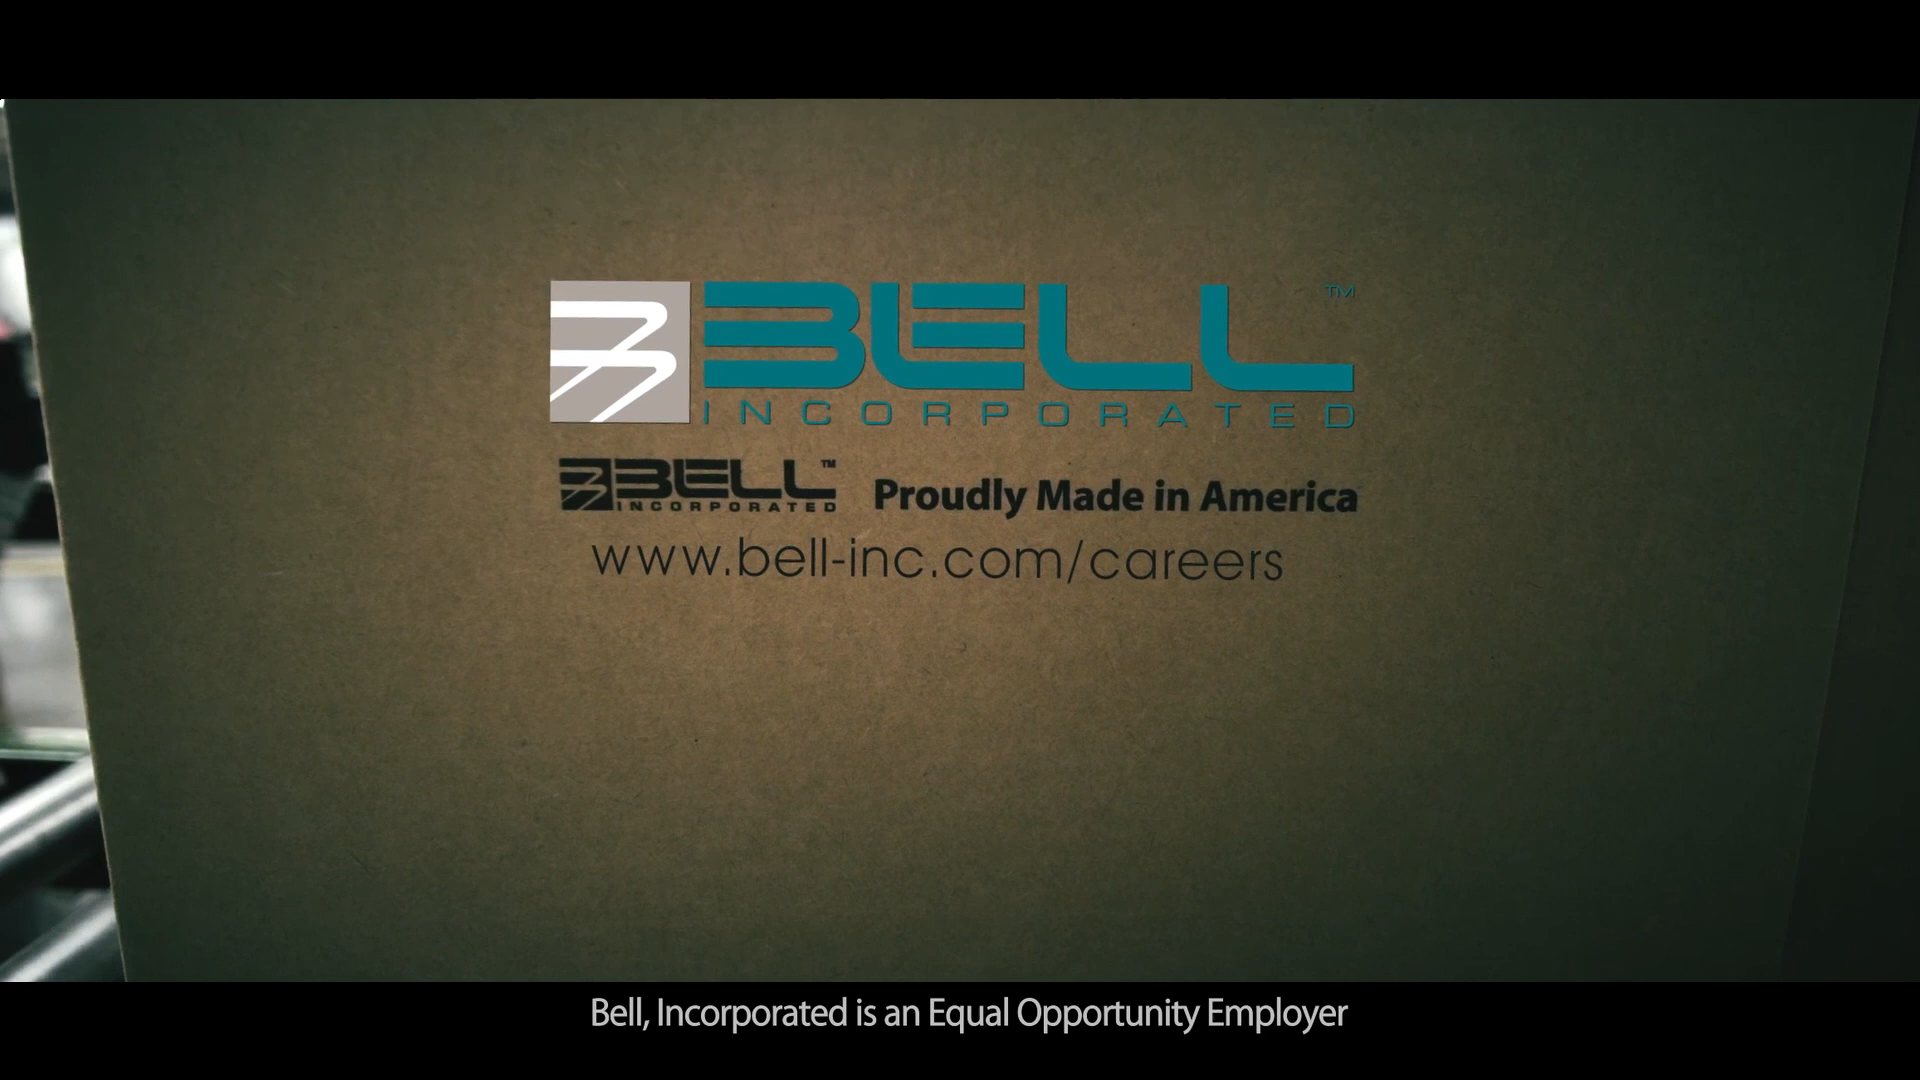 BELL™
INCORPORATED
BELL™
INCORPORATED
Proudly Made in America
www.bell-inc.com/careers
Bell, Incorporated is an Equal Opportunity Employer